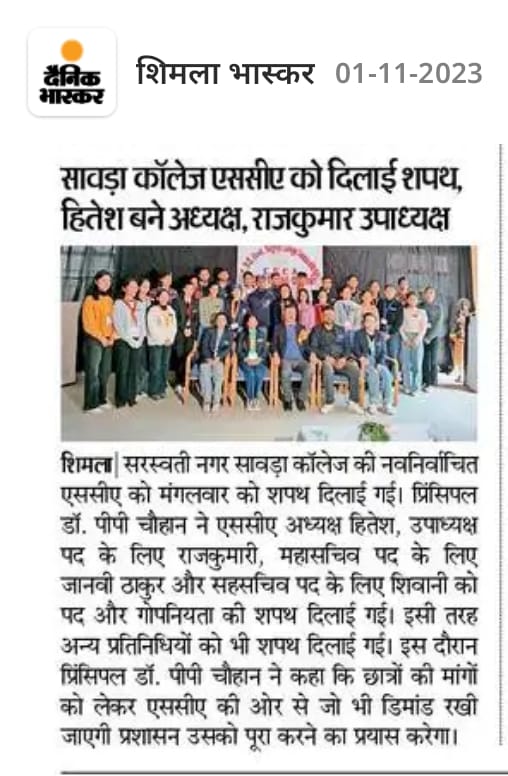 दैनिक
भास्कर
शिमला भास्कर 01-11-2023
सावड़ा कॉलेज एससीए को दिलाई शपथ,
हितेश बने अध्यक्ष, राजकुमार उपाध्यक्ष
शिमला| सरस्वती नगर सावड़ा कॉलेज की नवनिर्वाचित
एससीए को मंगलवार को शपथ दिलाई गई। प्रिंसिपल
डॉ. पीपी चौहान ने एससीए अध्यक्ष हितेश, उपाध्यक्ष
पद के लिए राजकुमारी, महासचिव पद के लिए
जानवी ठाकुर और सहसचिव पद के लिए शिवानी को
पद और गोपनियता की शपथ दिलाई गई। इसी तरह
अन्य प्रतिनिधियों को भी शपथ दिलाई गई। इस दौरान
प्रिंसिपल डॉ. पीपी चौहान ने कहा कि छात्रों की मांगों
को लेकर एससीए की ओर से जो भी डिमांड रखी
जाएगी प्रशासन उसको पूरा करने का प्रयास करेगा।